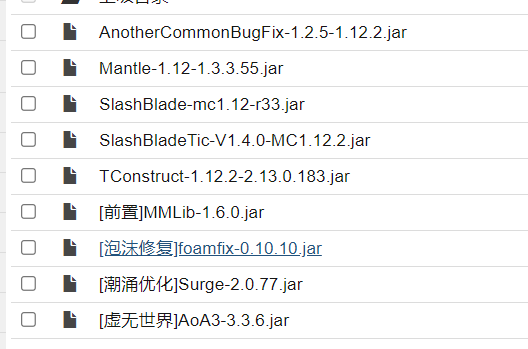 AnotherCommonBugFix-1.2.5-1.12.2.jar
Mantle-1.12-1.3.3.55.jar
SlashBlade-mc1.12-r33.jar
SlashBladeTic-V1.4.0-MC1.12.2.jar
TConstruct-1.12.2-2.13.0.183.jar
[前置]MMLib-1.6.0.jar
[泡沫修复]foamfix-0.10.10.jar
[潮涌优化]Surge-2.0.77.jar
[虚无世界]AoA3-3.3.6.jar